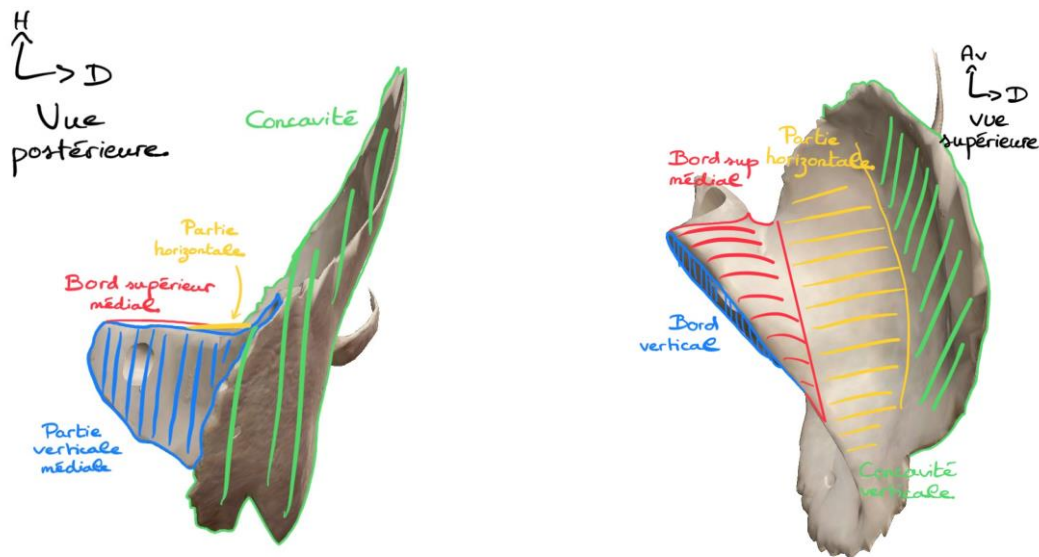 H
D
Vue
postérieure
Concavité
Partie
horizontale
Bord supérieur
médial
Partie
verticale
médiale
Av
D
vue
supérieure
Partie
horizontale
Bord sup
médial
Bord
vertical
Concavité
verticale